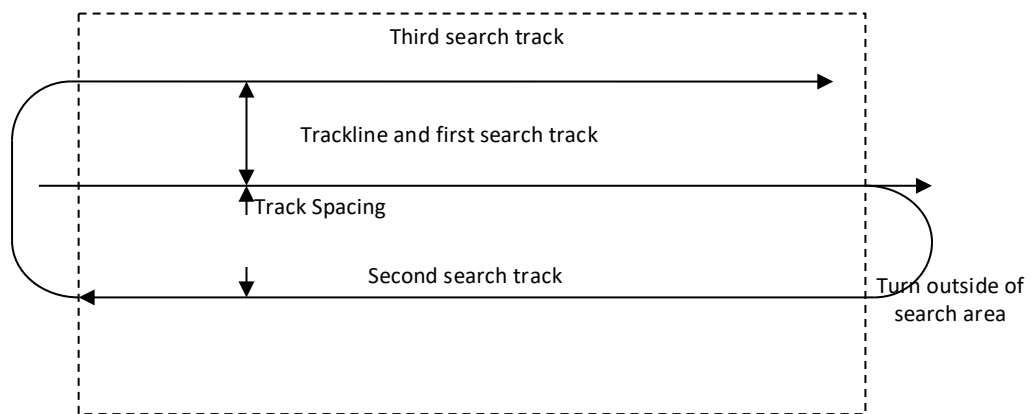 Third search track
Trackline and first search track
Track Spacing
Second search track
Turn outside of
search area